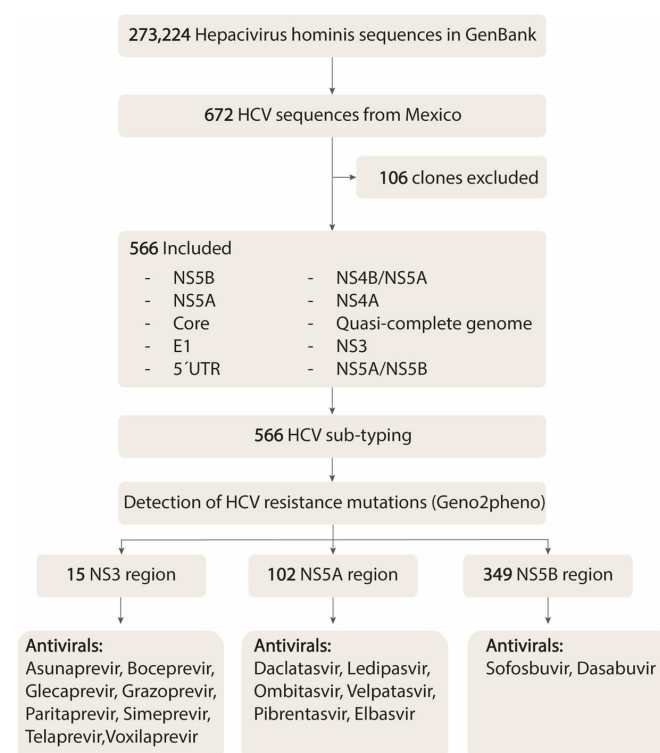 273,224 Hepacivirus hominis sequences in GenBank
672 HCV sequences from Mexico
106 clones excluded
566 Included
- NS5B
- NS5A
- Core
- E1
- 5´UTR
- NS4B/NS5A
- NS4A
- Quasi-complete genome
- NS3
- NS5A/NS5B
566 HCV sub-typing
Detection of HCV resistance mutations (Geno2pheno)
15 NS3 region
102 NS5A region
349 NS5B region
Antivirals:
Asunaprevir, Boceprevir,
Glecaprevir, Grazoprevir,
Paritaprevir, Simeprevir,
Telaprevir,Voxilaprevir
Antivirals:
Daclatasvir, Ledipasvir,
Ombitasvir, Velpatasvir,
Pibrentasvir, Elbasvir
Antivirals:
Sofosbuvir, Dasabuvir